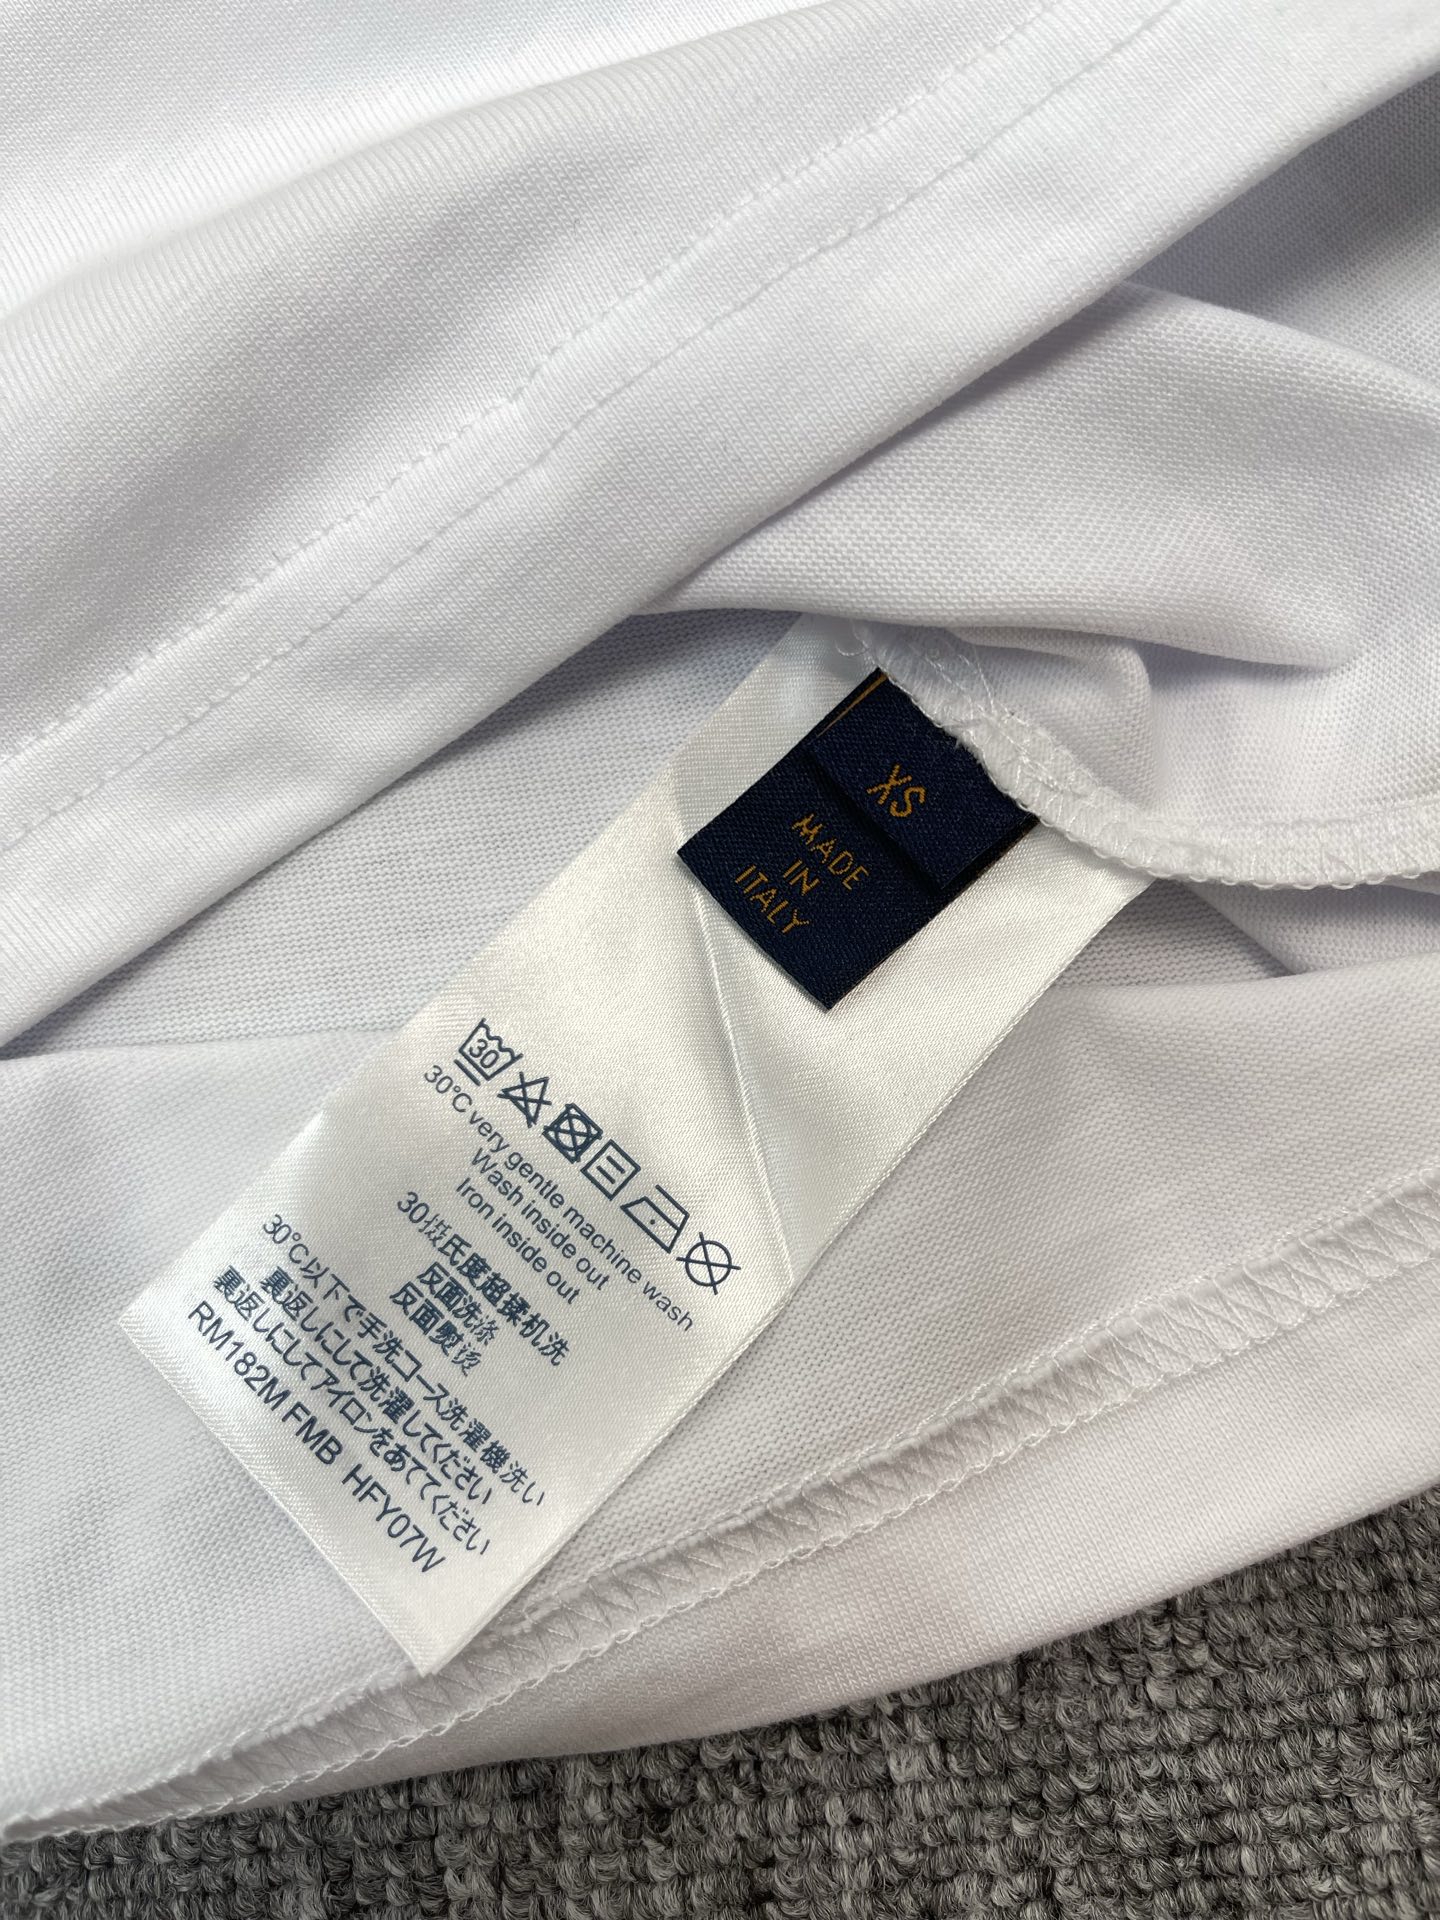 XS
MADE
IN
ITALY
30
30°C very gentle machine wash
Wash inside out
Iron inside out
30摄氏度超揉机洗
反面洗涤
反面熨烫
30°C以下で手洗コース洗濯機洗い
裏返しにして洗濯してください
裏返しにしてアイロンをあててください
RM182M FMB HFY07W